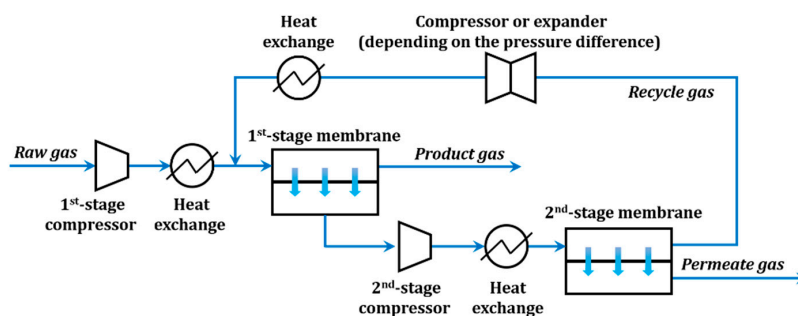 Heat
exchange
Compressor or expander
(depending on the pressure difference)
Recycle gas
Raw gas
1st-stage membrane
Product gas
1st-stage
compressor
Heat
exchange
2nd-stage membrane
Permeate gas
2nd-stage
compressor
Heat
exchange